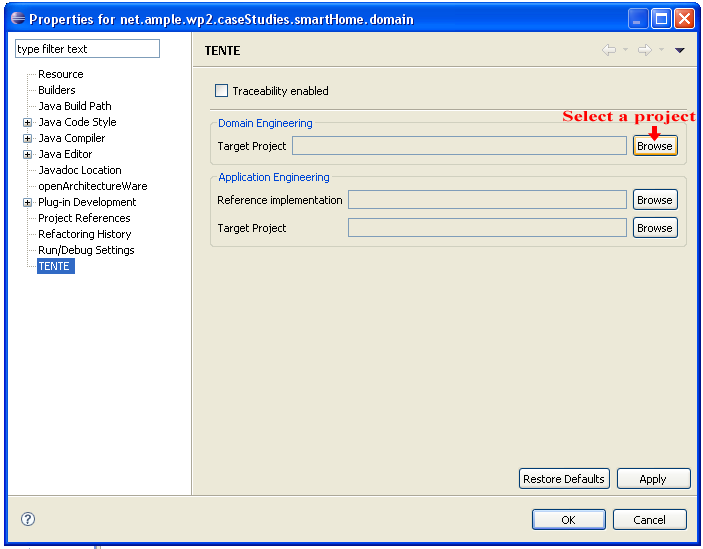 Properties for net.ample.wp2.caseStudies.smartHome.domain
type filter text
Resource
Builders
Java Build Path
Java Code Style
Java Compiler
Java Editor
Javadoc Location
openArchitectureWare
Plug-in Development
Project References
Refactoring History
Run/Debug Settings
TENTE
TENTE
Traceability enabled
Select a project
Domain Engineering
Target Project Browse
Application Engineering
Reference implementation Browse
Target Project Browse
Restore Defaults Apply
? OK Cancel